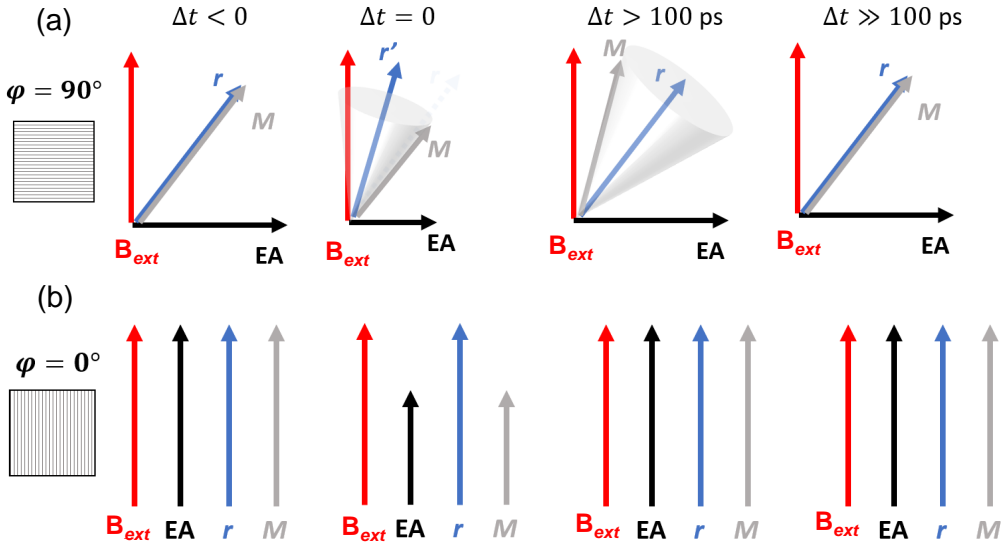 (a)
Δt < 0
Δt = 0
Δt > 100 ps
Δt ≫ 100 ps
φ = 90°
r
M
B_ext
EA
r'
r
M
B_ext
EA
M
r
B_ext
EA
r
M
B_ext
EA
(b)
φ = 0°
B_ext EA r M
B_ext EA r M
B_ext EA r M
B_ext EA r M